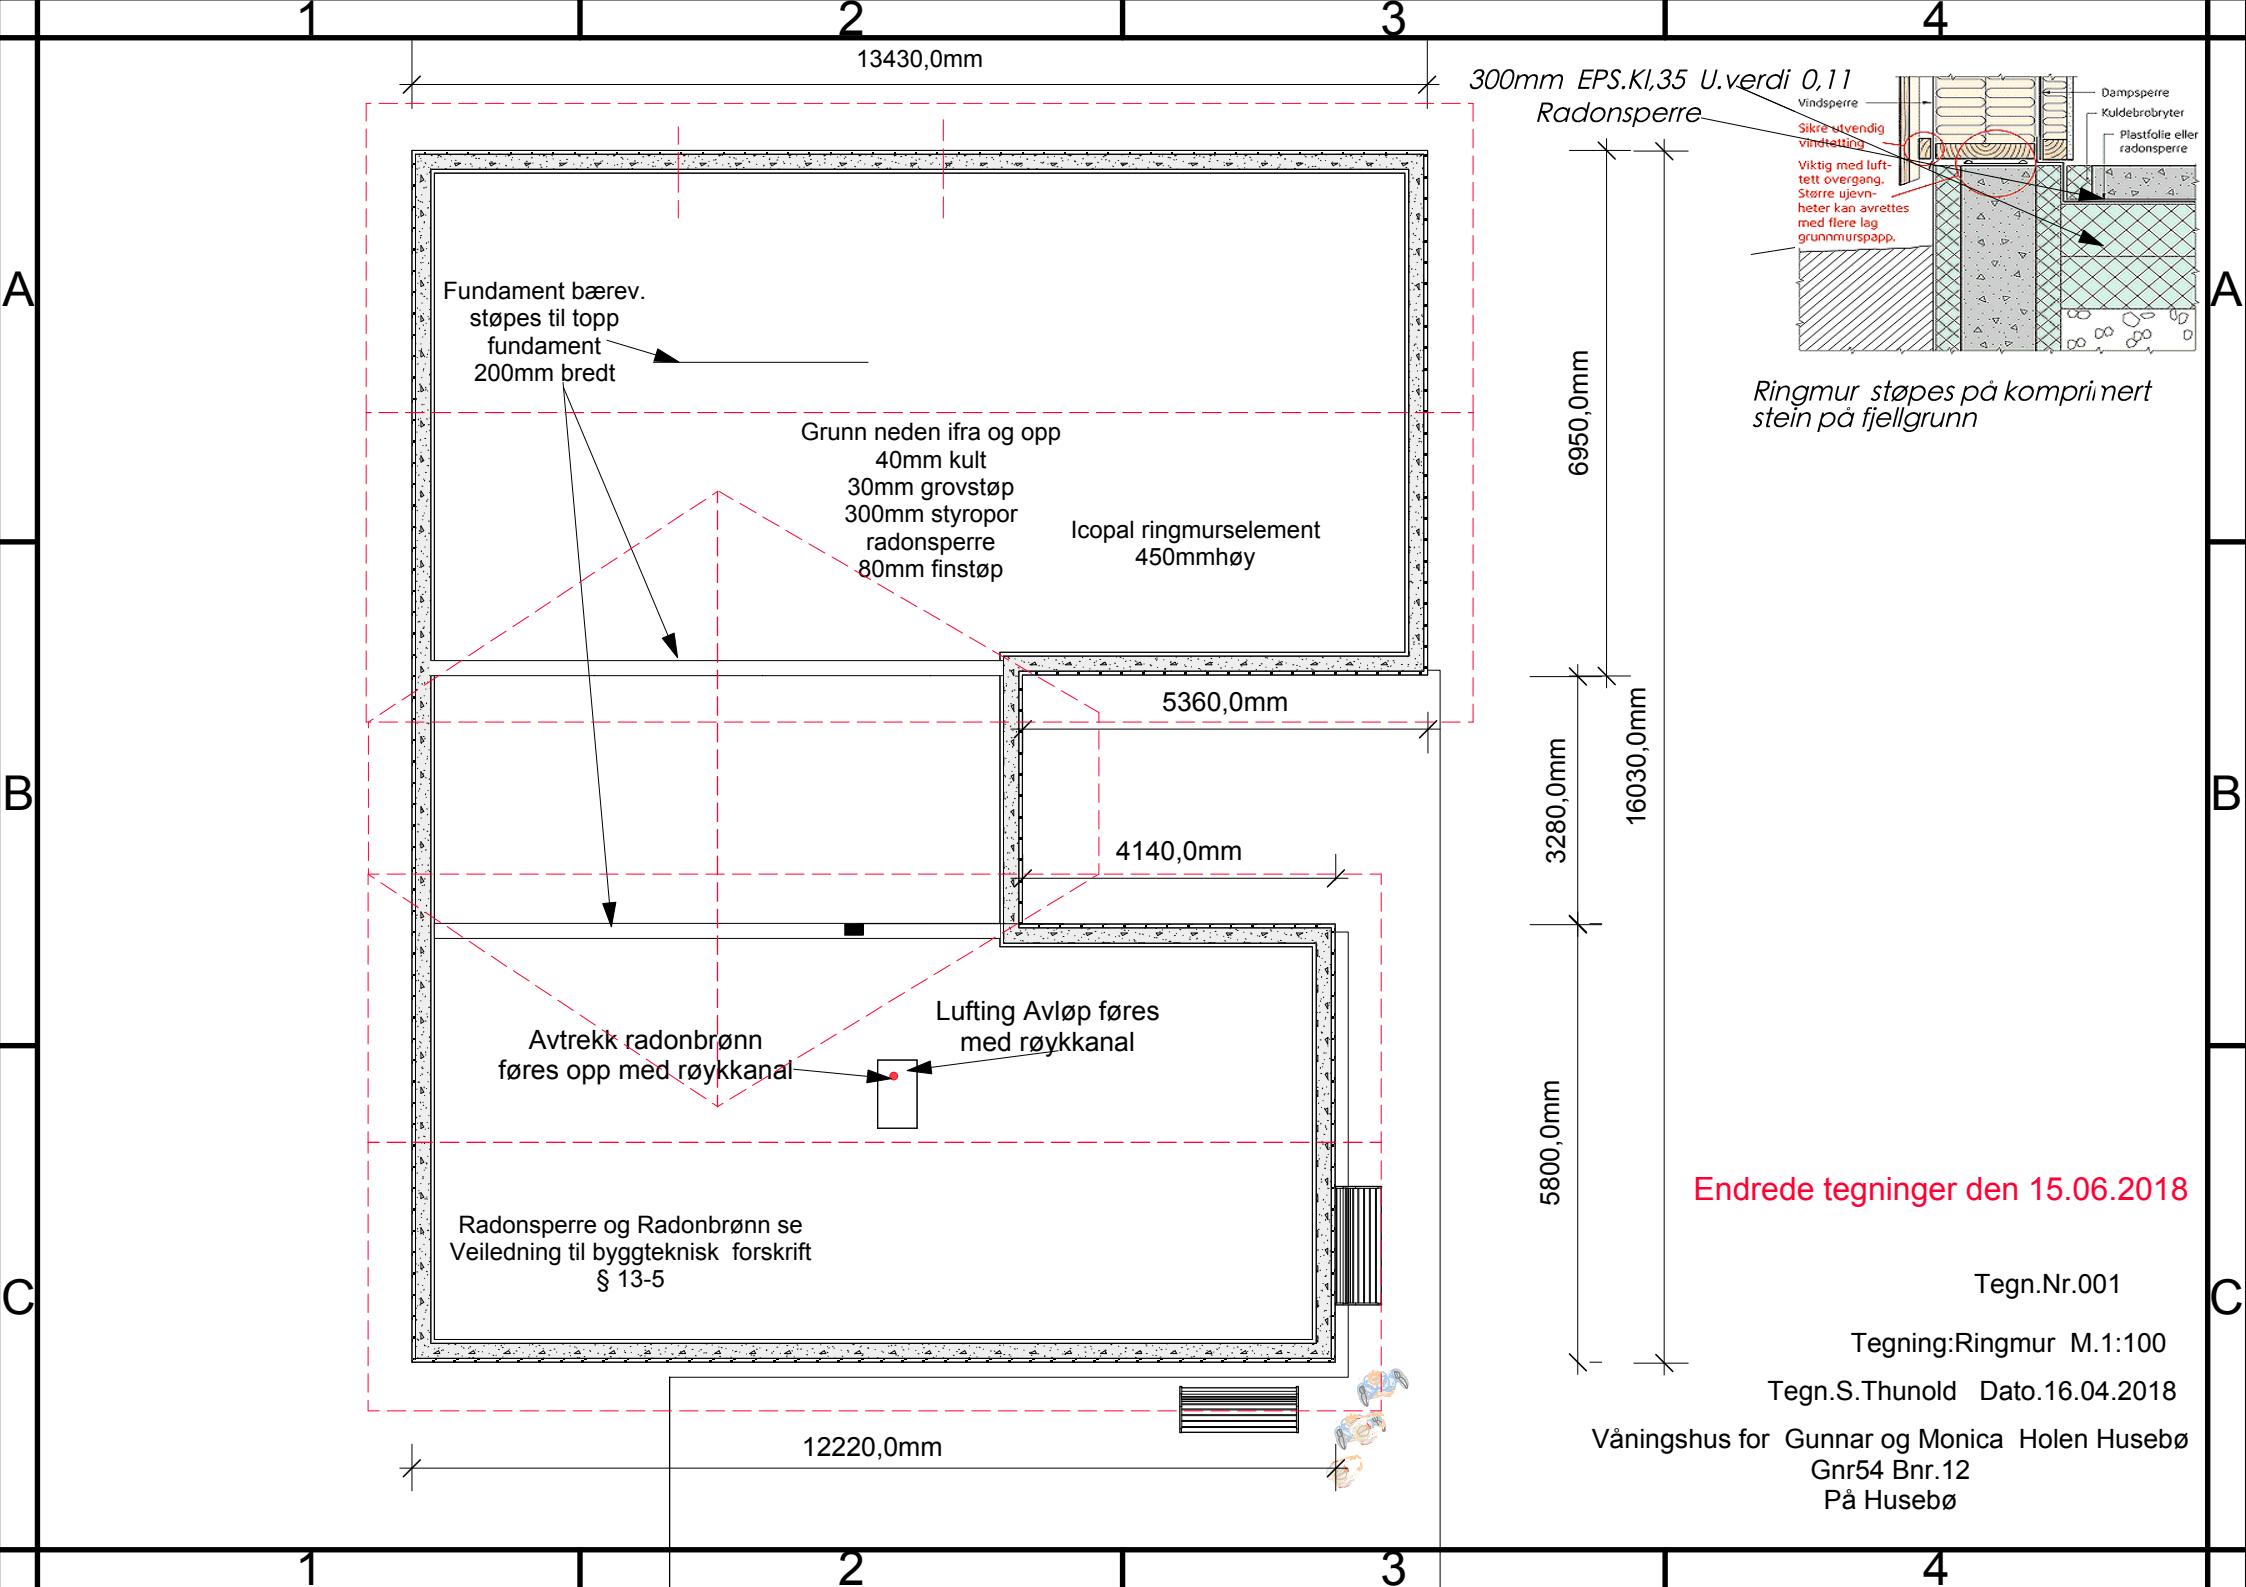 1
2
3
4
13430,0mm
300mm EPS.Kl,35 U.verdi 0,11
Radonsperre
Vindsperre
Sikre utvendig
vindtetting
Viktig med luft-
tett overgang.
Større ujevn-
heter kan avrettes
med flere lag
grunnmurspapp.
Dampsperre
Kuldebrobryter
Plastfolie eller
radonsperre
A
A
Fundament bærev.
støpes til topp
fundament
200mm bredt
Ringmur støpes på komprimert
stein på fjellgrunn
6950,0mm
Grunn neden ifra og opp
40mm kult
30mm grovstøp
300mm styropor
radonsperre
80mm finstøp
Icopal ringmurselement
450mmhøy
5360,0mm
16030,0mm
3280,0mm
B
B
4140,0mm
Lufting Avløp føres
med røykkanal
Avtrekk radonbrønn
føres opp med røykkanal
5800,0mm
Endrede tegninger den 15.06.2018
Radonsperre og Radonbrønn se
Veiledning til byggteknisk forskrift
§ 13-5
C
C
Tegn.Nr.001
Tegning:Ringmur M.1:100
Tegn.S.Thunold Dato.16.04.2018
Våningshus for Gunnar og Monica Holen Husebø
Gnr54 Bnr.12
På Husebø
12220,0mm
1
2
3
4